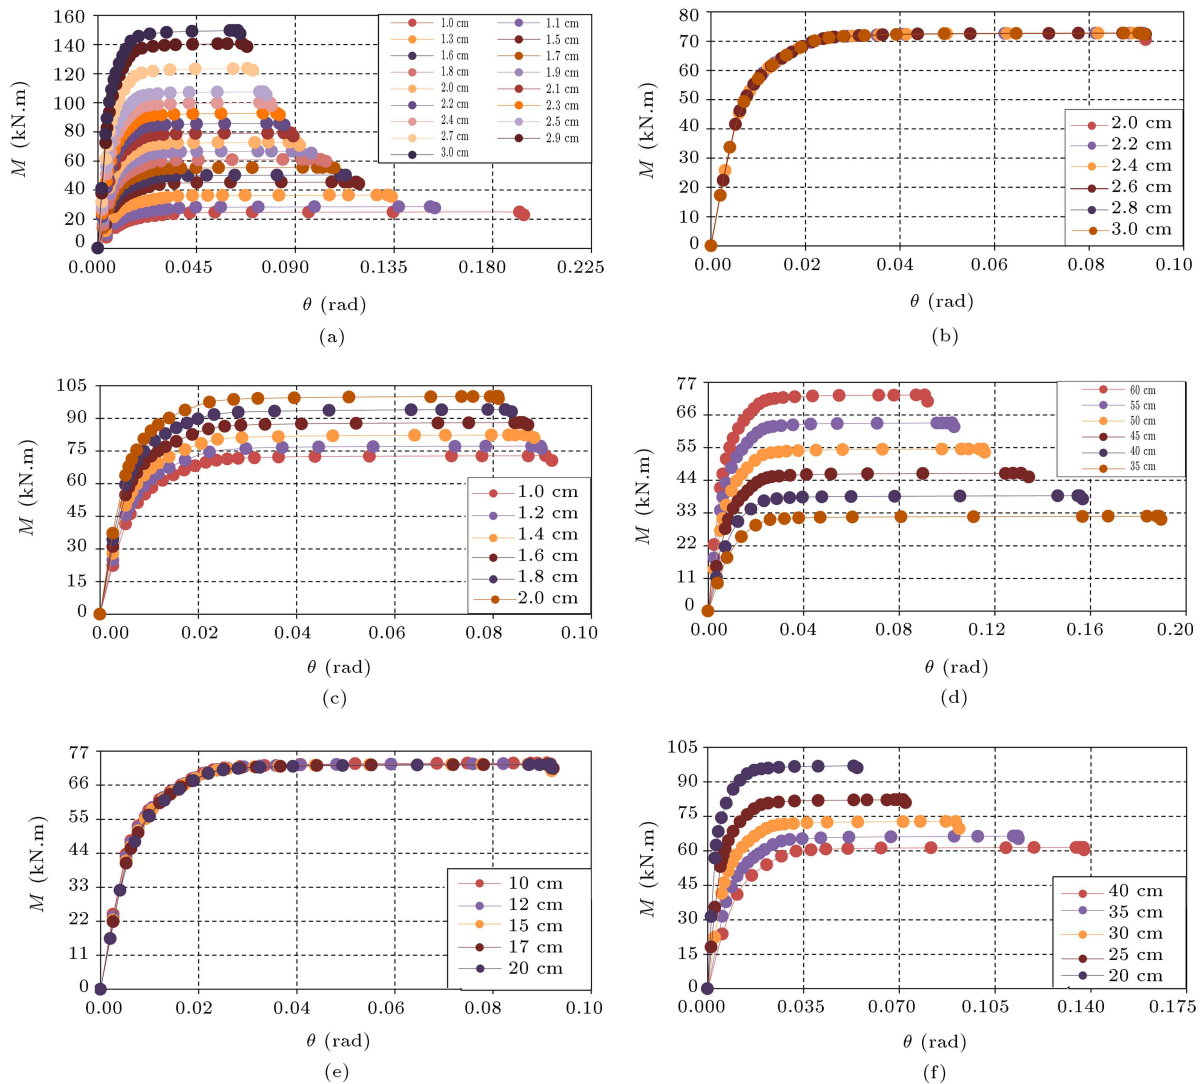 160
140
120
100
80
60
40
20
0
M (kN.m)
0.000 0.045 0.090 0.135 0.180 0.225
θ (rad)
1.0 cm 1.1 cm
1.3 cm 1.5 cm
1.6 cm 1.7 cm
1.8 cm 1.9 cm
2.0 cm 2.1 cm
2.2 cm 2.3 cm
2.4 cm 2.5 cm
2.7 cm 2.9 cm
3.0 cm
(a)
80
70
60
50
40
30
20
10
0
M (kN.m)
0.00 0.02 0.04 0.06 0.08 0.10
θ (rad)
2.0 cm
2.2 cm
2.4 cm
2.6 cm
2.8 cm
3.0 cm
(b)
105
90
75
60
45
30
15
0
M (kN.m)
0.00 0.02 0.04 0.06 0.08 0.10
θ (rad)
1.0 cm
1.2 cm
1.4 cm
1.6 cm
1.8 cm
2.0 cm
(c)
77
66
55
44
33
22
11
0
M (kN.m)
0.00 0.04 0.08 0.12 0.16 0.20
θ (rad)
60 cm
55 cm
50 cm
45 cm
40 cm
35 cm
(d)
77
66
55
44
33
22
11
0
M (kN.m)
0.00 0.02 0.04 0.06 0.08 0.10
θ (rad)
10 cm
12 cm
15 cm
17 cm
20 cm
(e)
105
90
75
60
45
30
15
0
M (kN.m)
0.000 0.035 0.070 0.105 0.140 0.175
θ (rad)
40 cm
35 cm
30 cm
25 cm
20 cm
(f)